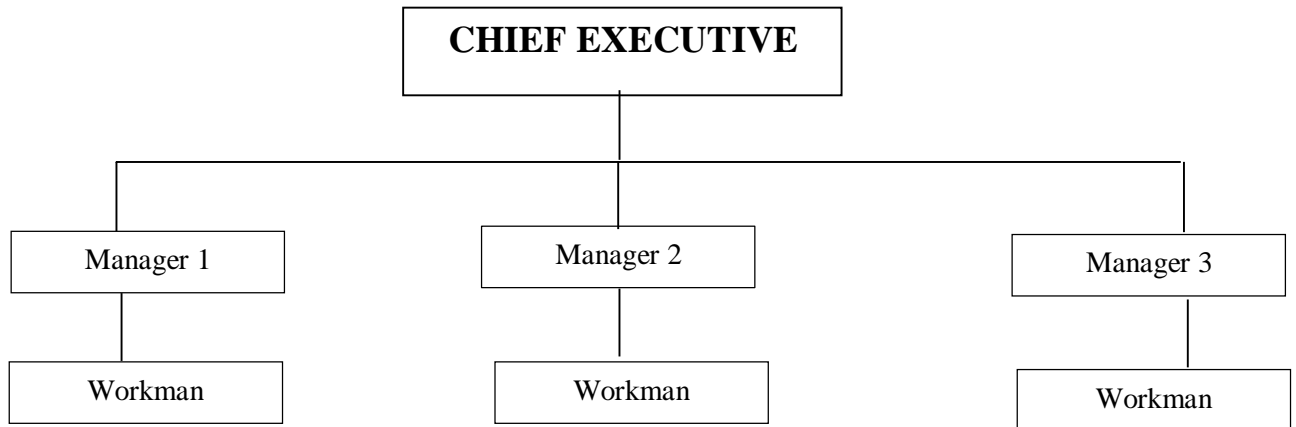 CHIEF EXECUTIVE
Manager 1
Manager 2
Manager 3
Workman
Workman
Workman